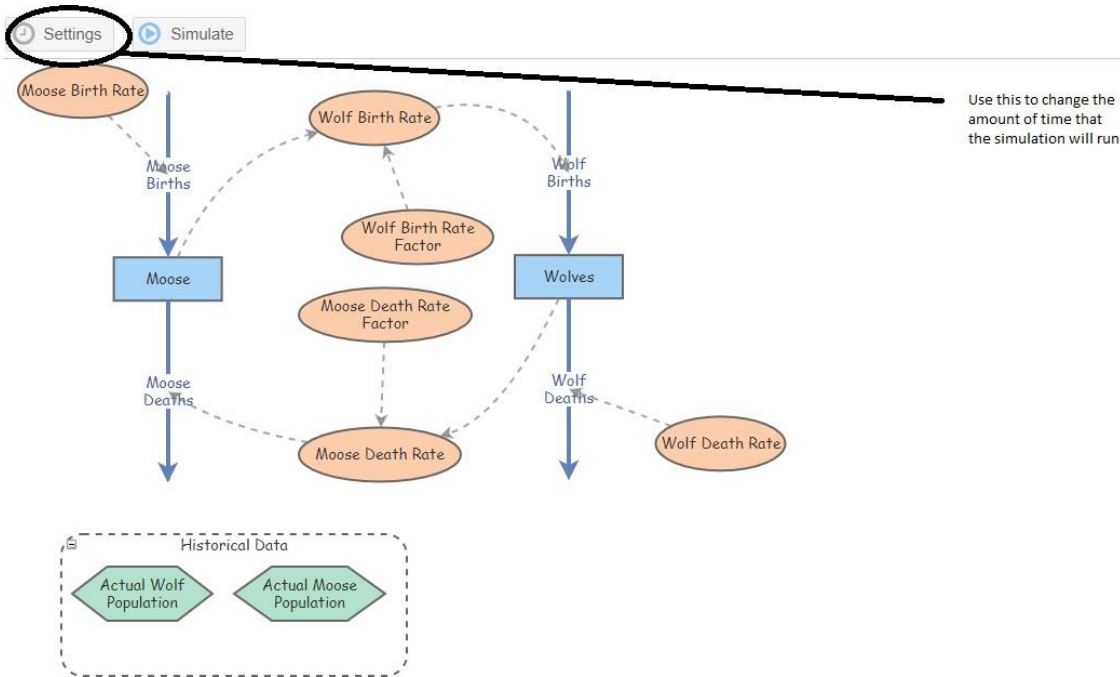 Settings
Simulate
Moose Birth Rate
Use this to change the
amount of time that
the simulation will run
Wolf Birth Rate
Moose
Births
Wolf
Births
Wolf Birth Rate
Factor
Moose
Wolves
Moose Death Rate
Factor
Moose
Deaths
Wolf
Deaths
Moose Death Rate
Wolf Death Rate
Historical Data
Actual Wolf
Population
Actual Moose
Population